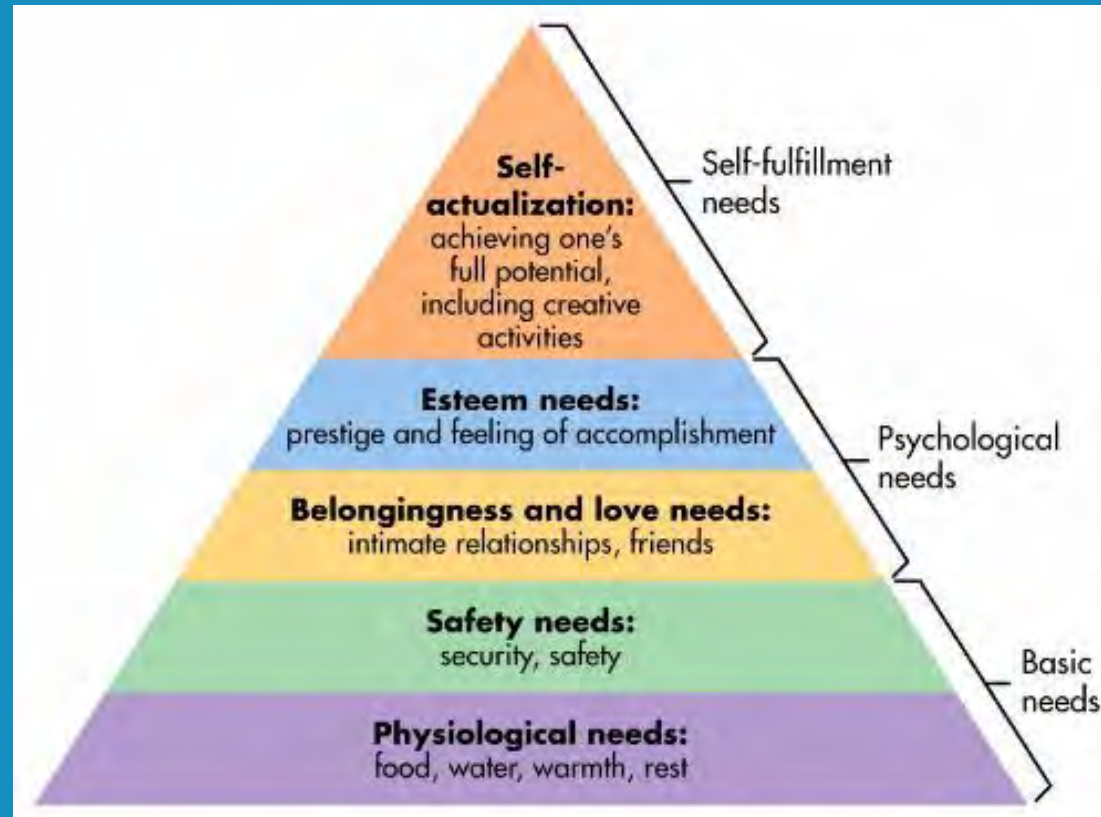 Self-
actualization:
achieving one's
full potential,
including creative
activities
Self-fulfillment
needs
Esteem needs:
prestige and feeling of accomplishment
Psychological
needs
Belongingness and love needs:
intimate relationships, friends
Safety needs:
security, safety
Basic
needs
Physiological needs:
food, water, warmth, rest